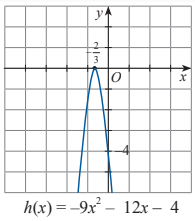 y
-2/3
O
x
-4
h(x) = -9x² - 12x - 4